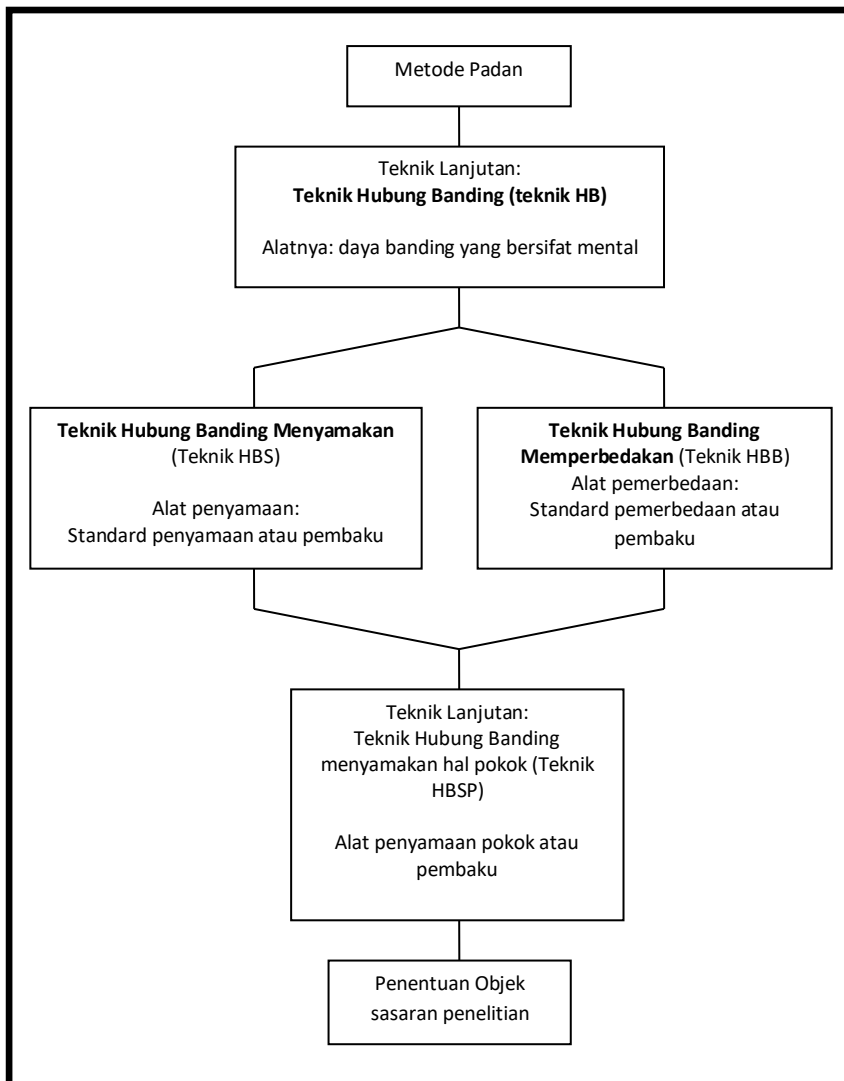 Metode Padan
Teknik Lanjutan:
Teknik Hubung Banding (teknik HB)
Alatnya: daya banding yang bersifat mental
Teknik Hubung Banding Menyamakan
(Teknik HBS)
Alat penyamaan:
Standard penyamaan atau pembaku
Teknik Hubung Banding
Memperbedakan (Teknik HBB)
Alat pemerbedaan:
Standard pemerbedaan atau
pembaku
Teknik Lanjutan:
Teknik Hubung Banding
menyamakan hal pokok (Teknik
HBSP)
Alat penyamaan pokok atau
pembaku
Penentuan Objek
sasaran penelitian